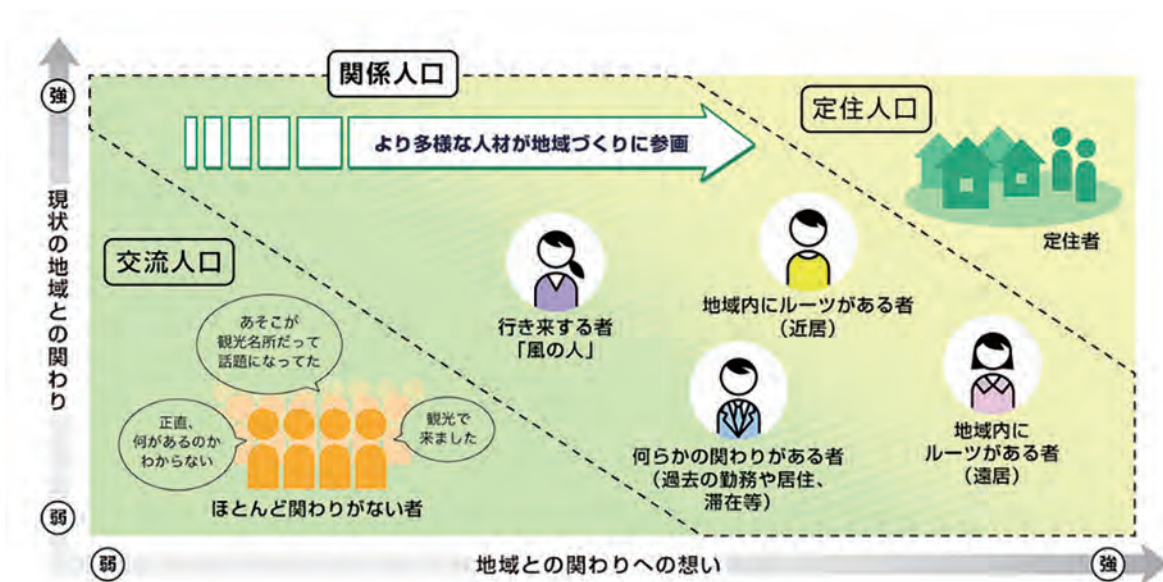 関係人口
強
より多様な人材が地域づくりに参画
定住人口
定住者
現状の地域との関わり
交流人口
あそこが
観光名所だって
話題になってた
正直、
何があるのか
わからない
観光で
来ました
ほとんど関わりがない者
行き来する者
「風の人」
地域内にルーツがある者
（近居）
何らかの関わりがある者
（過去の勤務や居住、
滞在等）
地域内に
ルーツがある者
（遠居）
弱
弱
地域との関わりへの想い
強